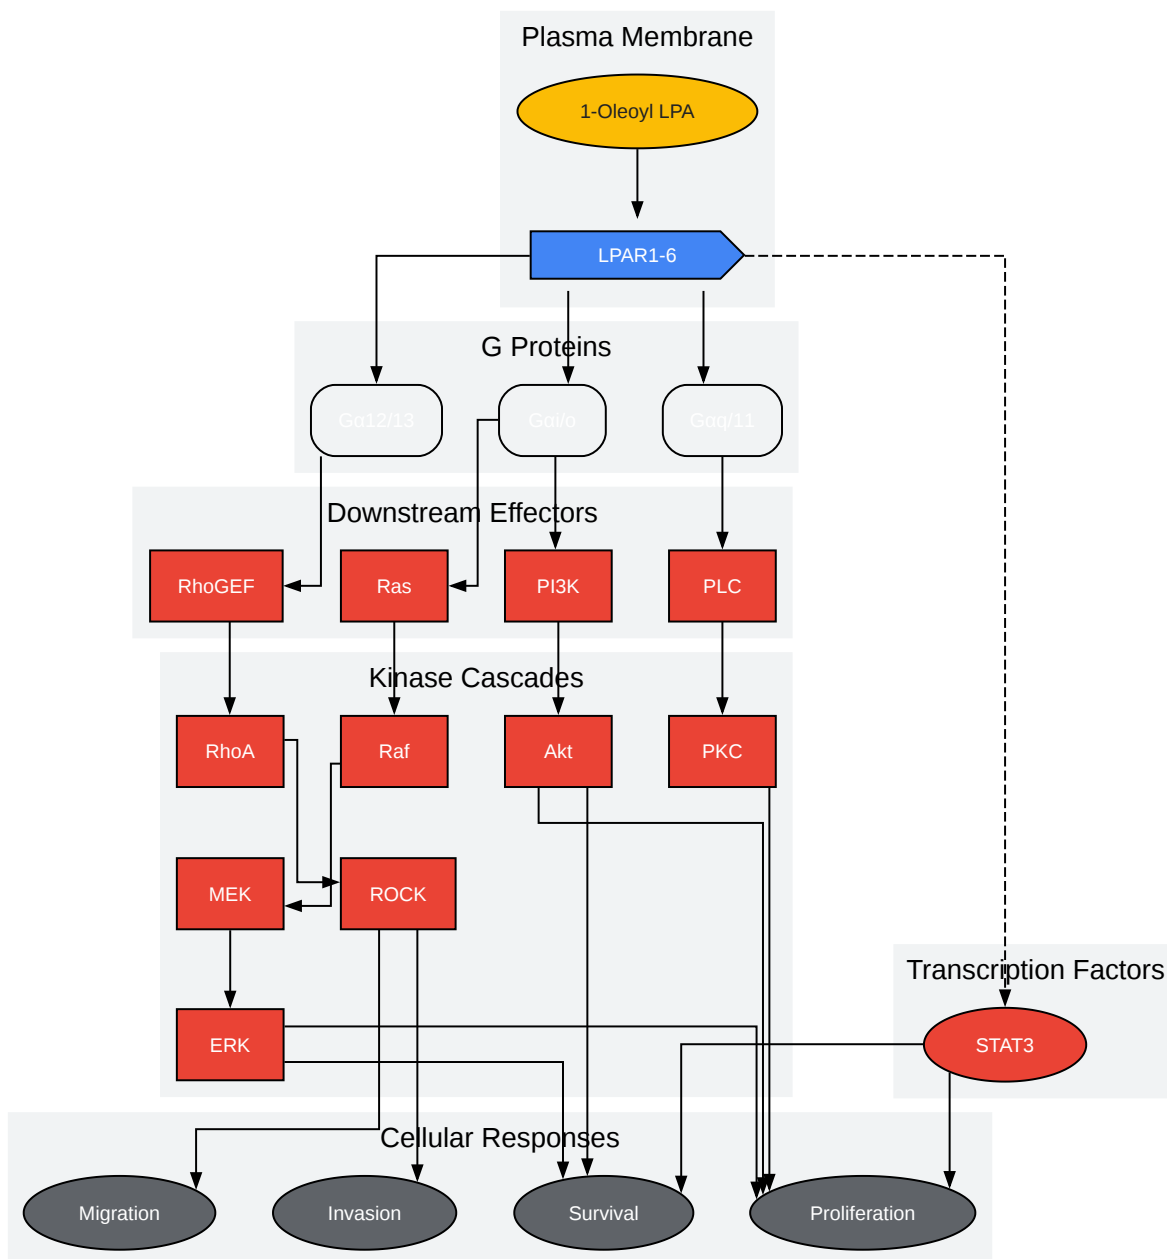 Plasma Membrane
1-Oleoyl LPA
LPAR1-6
G Proteins
Gα12/13
Gαi/o
Gαq/11
Downstream Effectors
RhoGEF
Ras
PI3K
PLC
Kinase Cascades
RhoA
Raf
Akt
PKC
MEK
ROCK
Transcription Factors
ERK
STAT3
Cellular Responses
Migration
Invasion
Survival
Proliferation